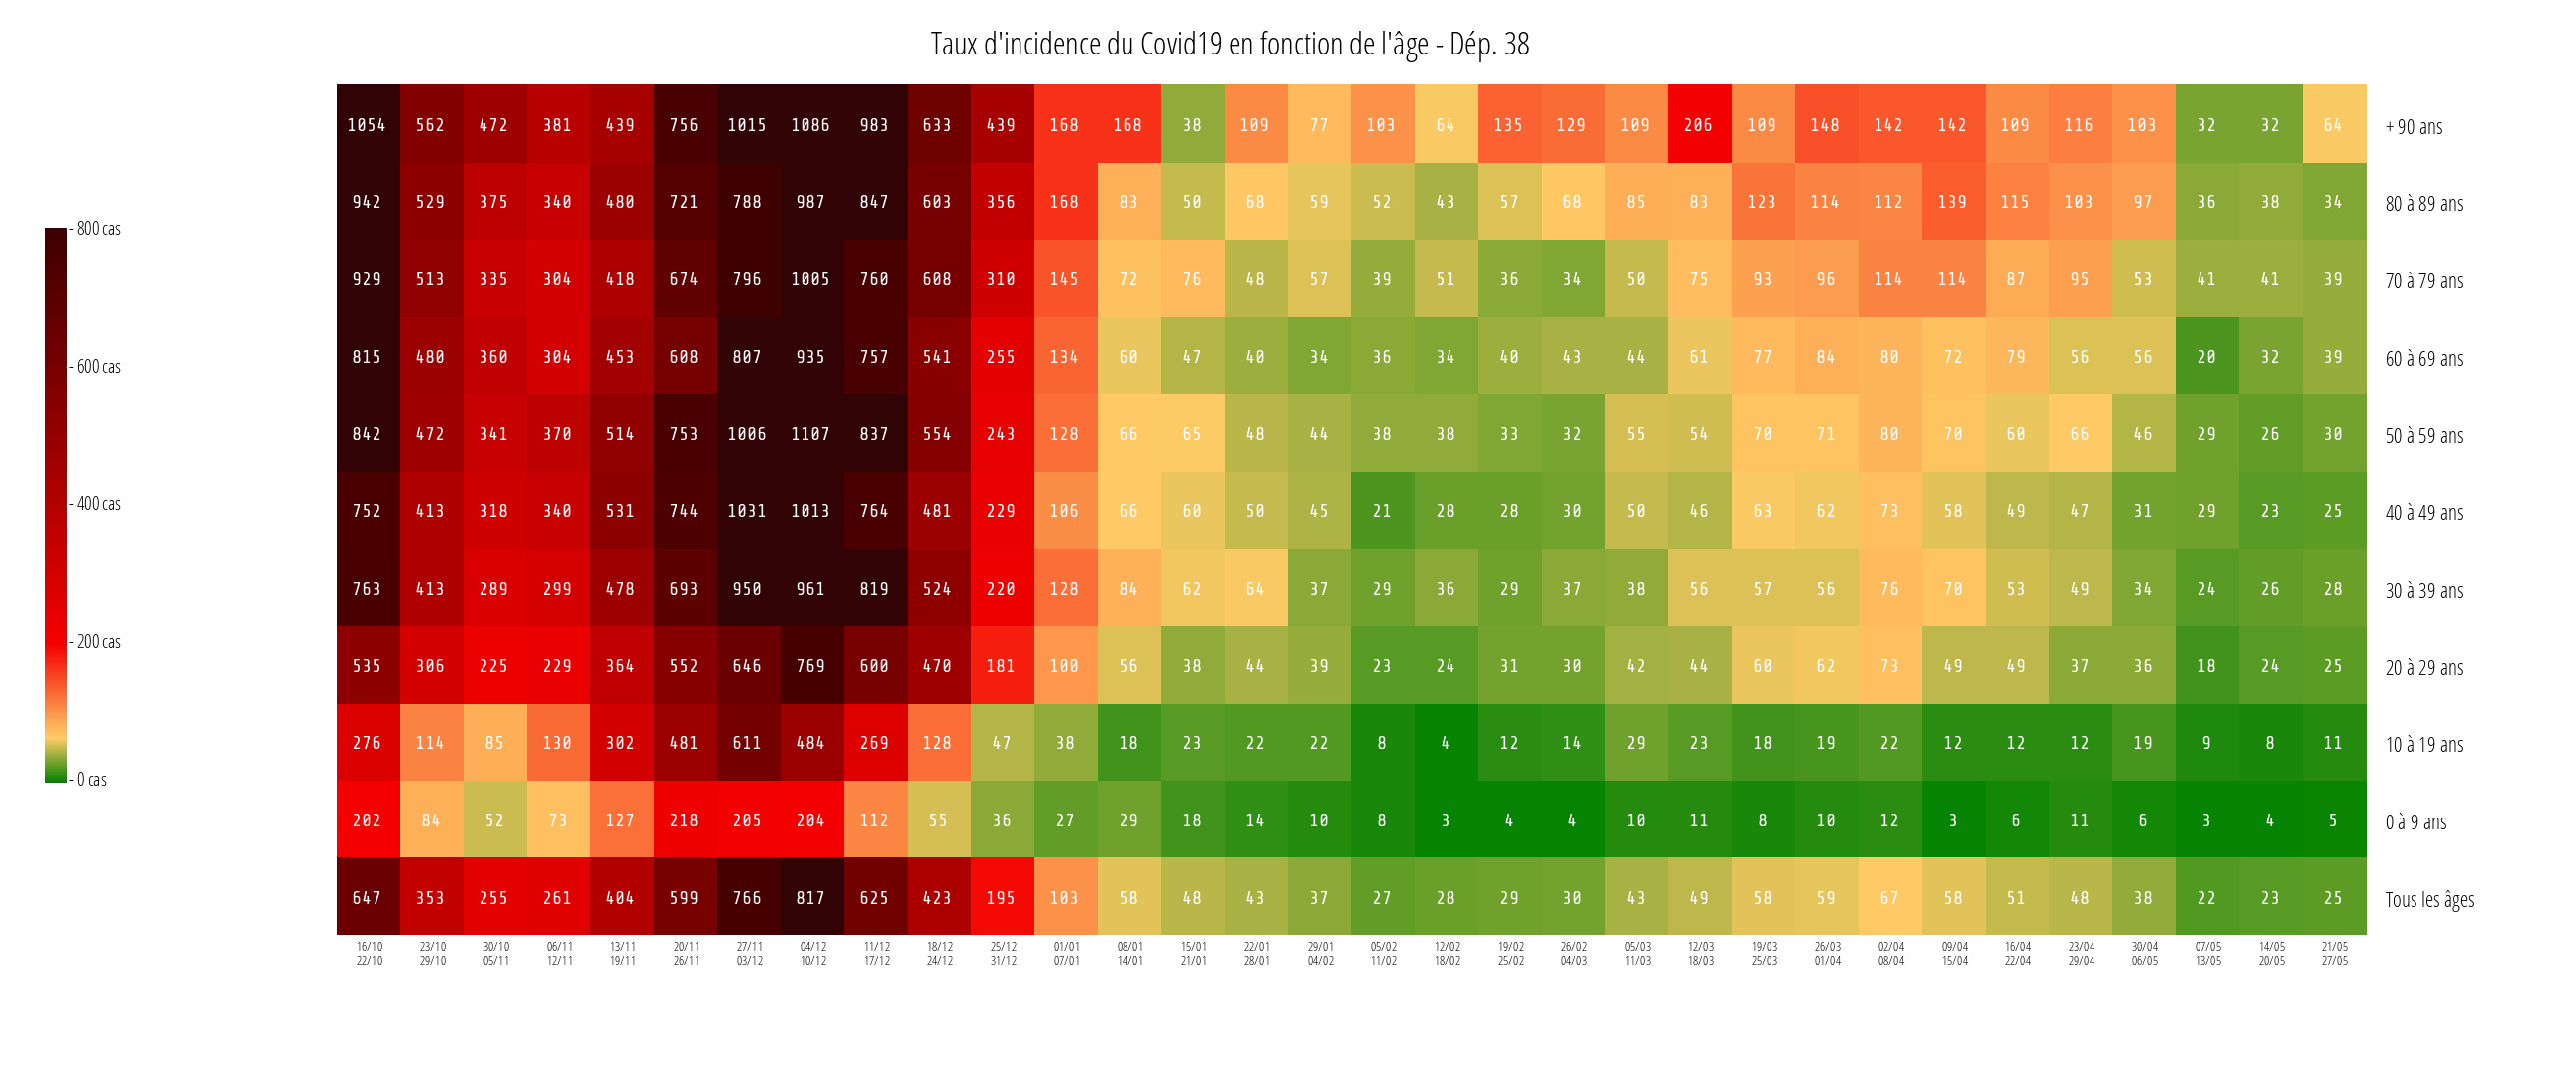 Taux d'incidence du Covid19 en fonction de l'âge - Dép. 38
- 800 cas
- 600 cas
- 400 cas
- 200 cas
- 0 cas
1054 562 472 381 439 756 1015 1086 983 633 439 168 168 38 109 77 103 64 135 129 109 206 109 148 142 142 109 116 103 32 32 64 + 90 ans
942 529 375 340 480 721 788 987 847 603 356 168 83 50 68 59 52 43 57 68 85 83 123 114 112 139 115 103 97 36 38 34 80 à 89 ans
929 513 335 304 418 674 796 1005 760 608 310 145 72 76 48 57 39 51 36 34 50 75 93 96 114 114 87 95 53 41 41 39 70 à 79 ans
815 480 360 304 453 608 807 935 757 541 255 134 60 47 40 34 36 34 40 43 44 61 77 84 80 72 79 56 56 20 32 39 60 à 69 ans
842 472 341 370 514 753 1006 1107 837 554 243 128 66 65 48 44 38 38 33 32 55 54 70 71 80 70 60 66 46 29 26 30 50 à 59 ans
752 413 318 340 531 744 1031 1013 764 481 229 106 66 60 50 45 21 28 28 30 50 46 63 62 73 58 49 47 31 29 23 25 40 à 49 ans
763 413 289 299 478 693 950 961 819 524 220 128 84 62 64 37 29 36 29 37 38 56 57 56 76 70 53 49 34 24 26 28 30 à 39 ans
535 306 225 229 364 552 646 769 600 470 181 100 56 38 44 39 23 24 31 30 42 44 60 62 73 49 49 37 36 18 24 25 20 à 29 ans
276 114 85 130 302 481 611 484 269 128 47 38 18 23 22 22 8 4 12 14 29 23 18 19 22 12 12 12 19 9 8 11 10 à 19 ans
202 84 52 73 127 218 205 204 112 55 36 27 29 18 14 10 8 3 4 4 10 11 8 10 12 3 6 11 6 3 4 5 0 à 9 ans
647 353 255 261 404 599 766 817 625 423 195 103 58 48 43 37 27 28 29 30 43 49 58 59 67 58 51 48 38 22 23 25 Tous les âges
16/10 23/10 30/10 06/11 13/11 20/11 27/11 04/12 11/12 18/12 25/12 01/01 08/01 15/01 22/01 29/01 05/02 12/02 19/02 26/02 05/03 12/03 19/03 26/03 02/04 09/04 16/04 23/04 30/04 07/05 14/05 21/05
22/10 29/10 05/11 12/11 19/11 26/11 03/12 10/12 17/12 24/12 31/12 07/01 14/01 21/01 28/01 04/02 11/02 18/02 25/02 04/03 11/03 18/03 25/03 01/04 08/04 15/04 22/04 29/04 06/05 13/05 20/05 27/05